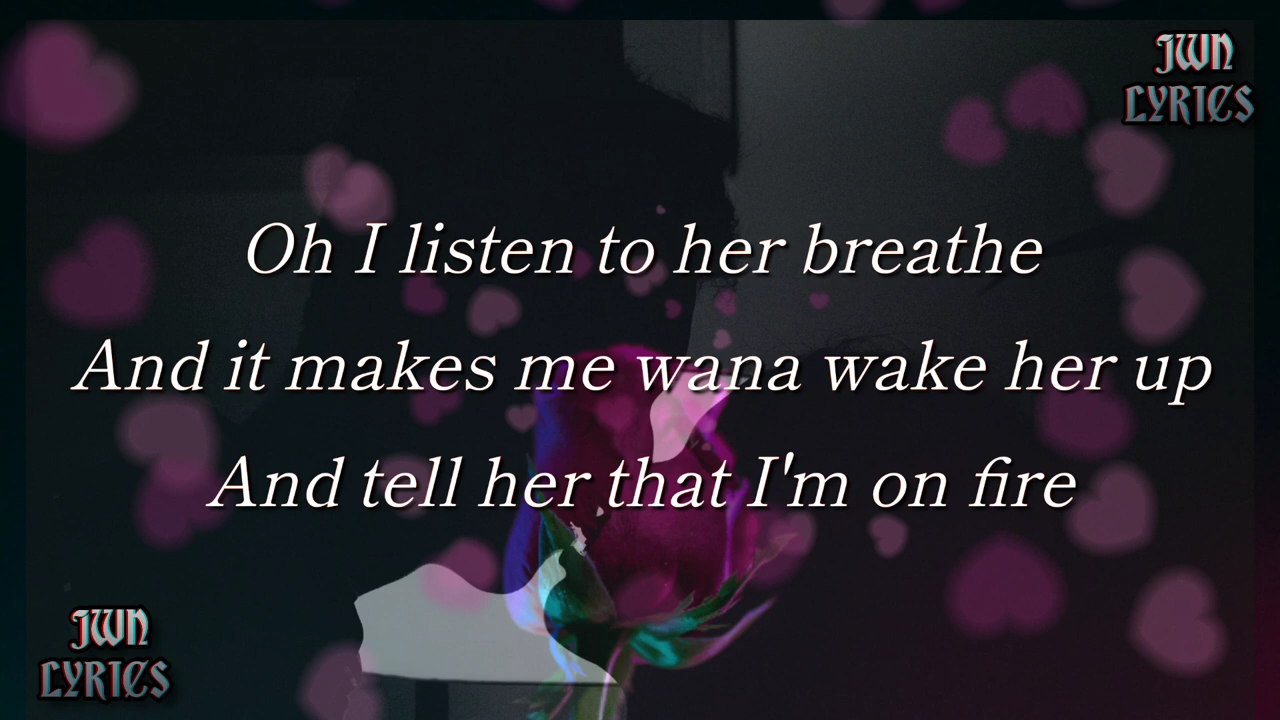 JWN
LYRICS
Oh I listen to her breathe
And it makes me wana wake her up
And tell her that I'm on fire
JWN
LYRICS